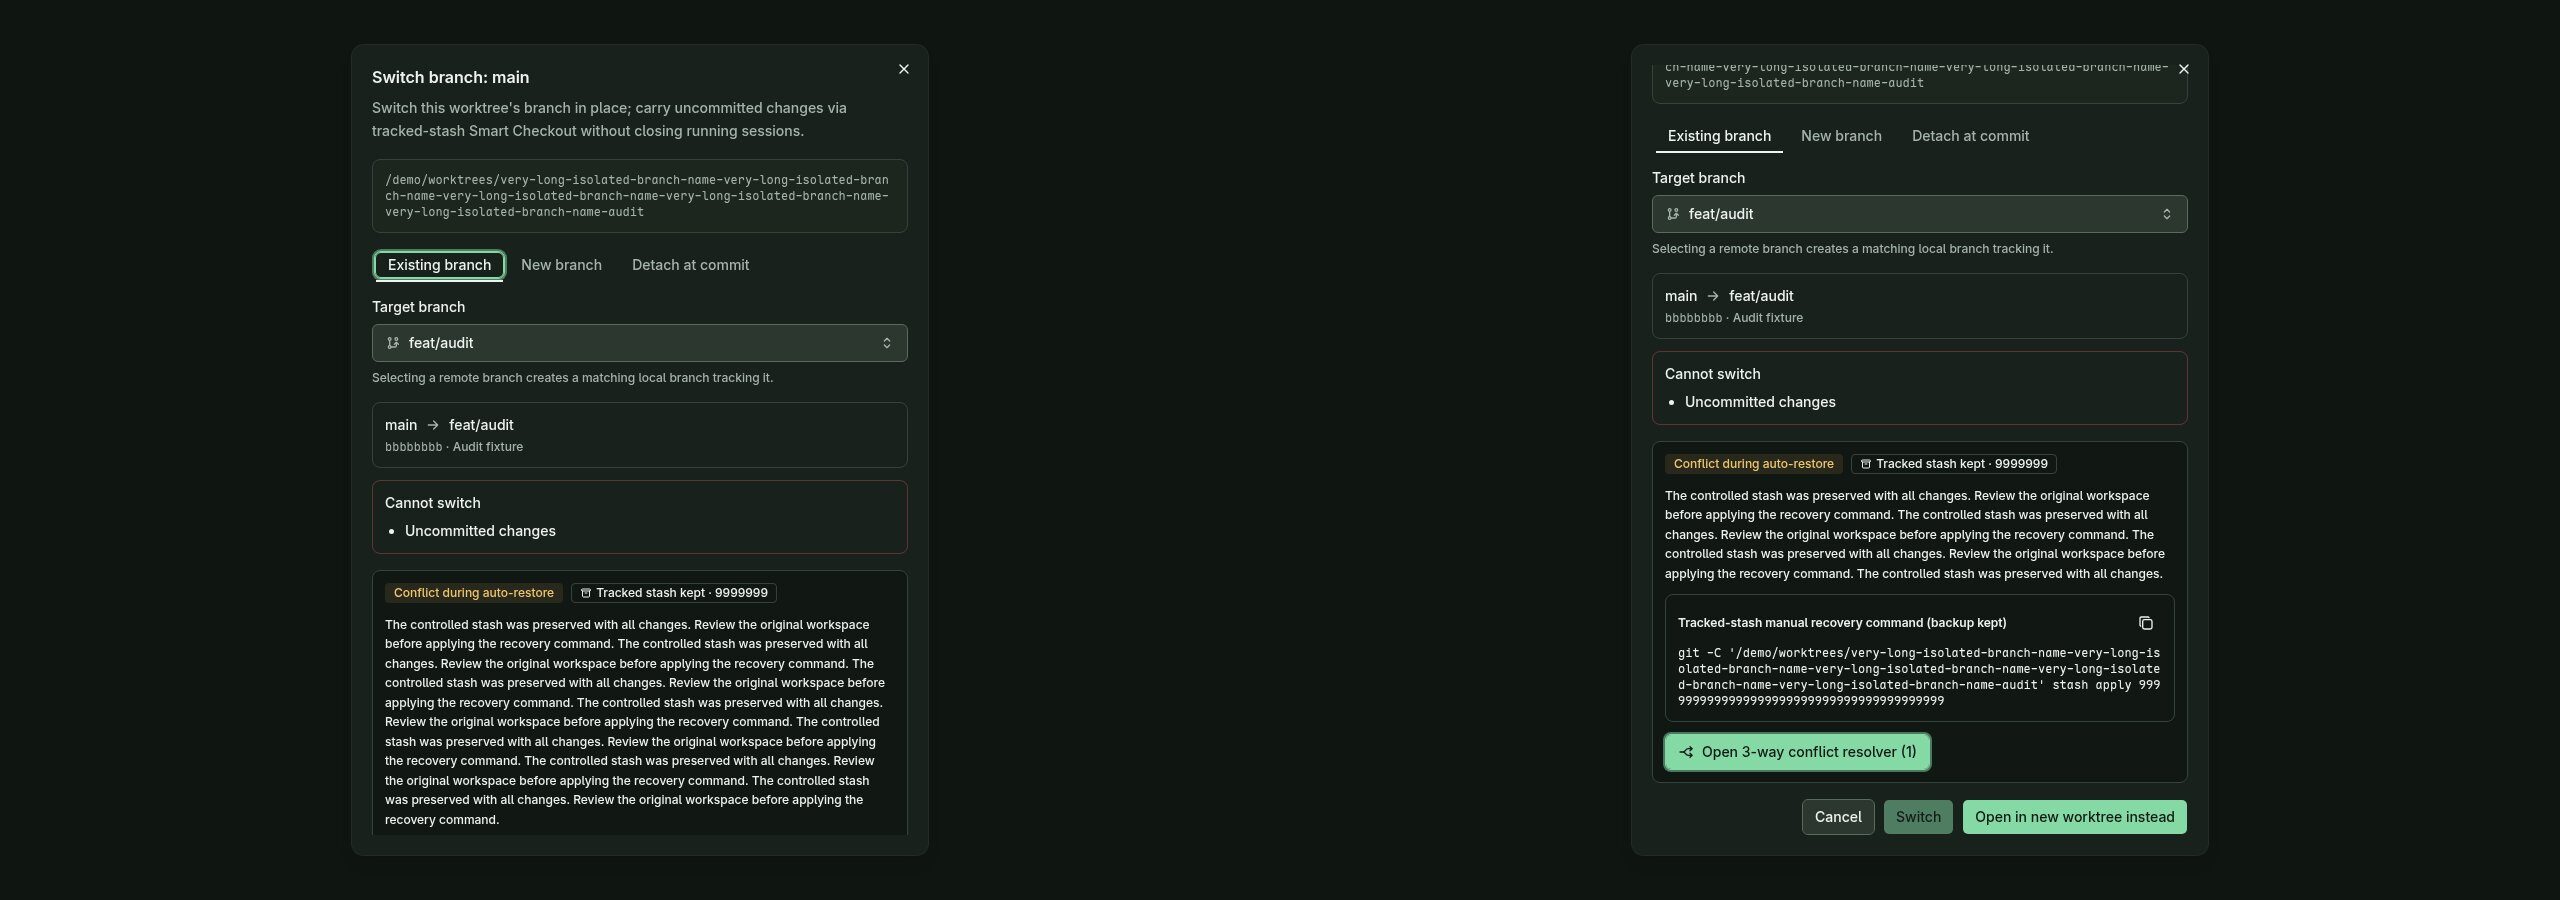 Switch branch: main
Switch this worktree's branch in place; carry uncommitted changes via
tracked-stash Smart Checkout without closing running sessions.
/demo/worktrees/very-long-isolated-branch-name-very-long-isolated-bran
ch-name-very-long-isolated-branch-name-very-long-isolated-branch-name-
very-long-isolated-branch-name-audit
Existing branch New branch Detach at commit
Target branch
feat/audit
Selecting a remote branch creates a matching local branch tracking it.
main → feat/audit
bbbbbbbb · Audit fixture
Cannot switch
• Uncommitted changes
Conflict during auto-restore Tracked stash kept · 9999999
The controlled stash was preserved with all changes. Review the original workspace
before applying the recovery command. The controlled stash was preserved with all
changes. Review the original workspace before applying the recovery command. The
controlled stash was preserved with all changes. Review the original workspace before
applying the recovery command. The controlled stash was preserved with all changes.
Review the original workspace before applying the recovery command. The controlled
stash was preserved with all changes. Review the original workspace before applying
the recovery command. The controlled stash was preserved with all changes. Review
the original workspace before applying the recovery command. The controlled stash
was preserved with all changes. Review the original workspace before applying the
recovery command.
ch-name-very-long-isolated-branch-name-very-long-isolated-branch-name-
very-long-isolated-branch-name-audit
Existing branch New branch Detach at commit
Target branch
feat/audit
Selecting a remote branch creates a matching local branch tracking it.
main → feat/audit
bbbbbbbb · Audit fixture
Cannot switch
• Uncommitted changes
Conflict during auto-restore Tracked stash kept · 9999999
The controlled stash was preserved with all changes. Review the original workspace
before applying the recovery command. The controlled stash was preserved with all
changes. Review the original workspace before applying the recovery command. The
controlled stash was preserved with all changes. Review the original workspace before
applying the recovery command. The controlled stash was preserved with all changes.
Tracked-stash manual recovery command (backup kept)
git -C '/demo/worktrees/very-long-isolated-branch-name-very-long-is
olated-branch-name-very-long-isolated-branch-name-very-long-isolate
d-branch-name-very-long-isolated-branch-name-audit' stash apply 999
9999999999999999999999999999999999999
Open 3-way conflict resolver (1)
Cancel Switch Open in new worktree instead